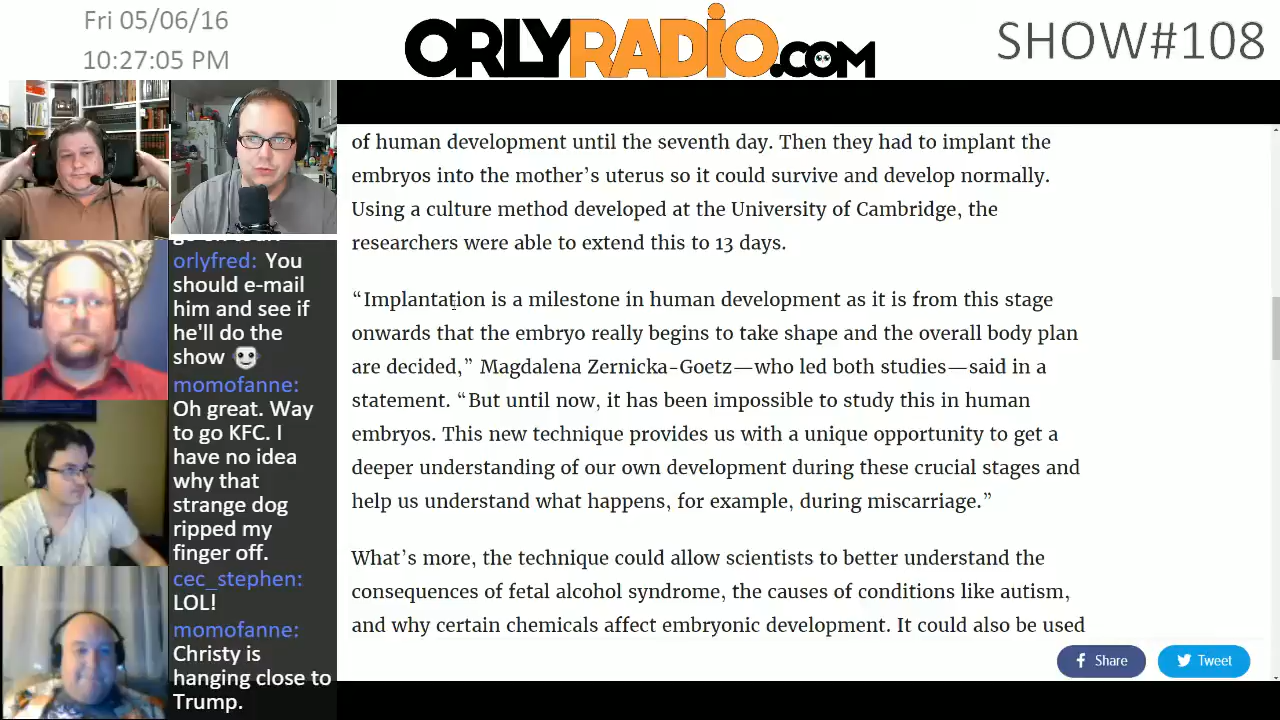 Fri 05/06/16
10:27:05 PM
ORLYRADIO.COM
SHOW#108
orlyfred: You
should e-mail
him and see if
he'll do the
show
momofanne:
Oh great. Way
to go KFC. I
have no idea
why that
strange dog
ripped my
finger off.
cec_stephen:
LOL!
momofanne:
Christy is
hanging close to
Trump.
of human development until the seventh day. Then they had to implant the
embryos into the mother’s uterus so it could survive and develop normally.
Using a culture method developed at the University of Cambridge, the
researchers were able to extend this to 13 days.
“Implantation is a milestone in human development as it is from this stage
onwards that the embryo really begins to take shape and the overall body plan
are decided,” Magdalena Zernicka-Goetz—who led both studies—said in a
statement. “But until now, it has been impossible to study this in human
embryos. This new technique provides us with a unique opportunity to get a
deeper understanding of our own development during these crucial stages and
help us understand what happens, for example, during miscarriage.”
What’s more, the technique could allow scientists to better understand the
consequences of fetal alcohol syndrome, the causes of conditions like autism,
and why certain chemicals affect embryonic development. It could also be used
Share
Tweet